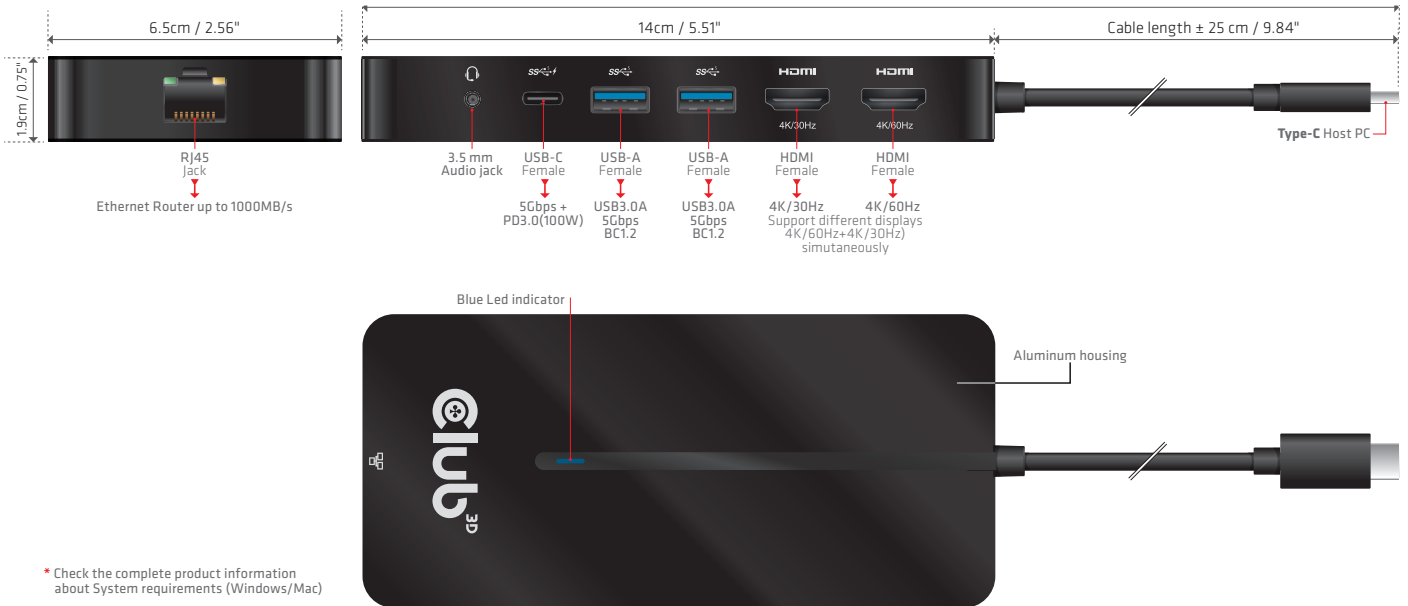 6.5cm / 2.56"
14cm / 5.51"
Cable length ± 25 cm / 9.84"
1.9cm / 0.75"
HDMI
HDMI
4K/30Hz
4K/60Hz
Type-C Host PC
RJ45
Jack
Ethernet Router up to 1000MB/s
3.5 mm
Audio jack
USB-C
Female
5Gbps +
PD3.0(100W)
USB-A
Female
USB3.0A
5Gbps
BC1.2
USB-A
Female
USB3.0A
5Gbps
BC1.2
HDMI
Female
4K/30Hz
HDMI
Female
4K/60Hz
Support different displays
4K/60Hz+4K/30Hz)
simutaneously
Blue Led indicator
Aluminum housing
Club
3D
* Check the complete product information
about System requirements (Windows/Mac)